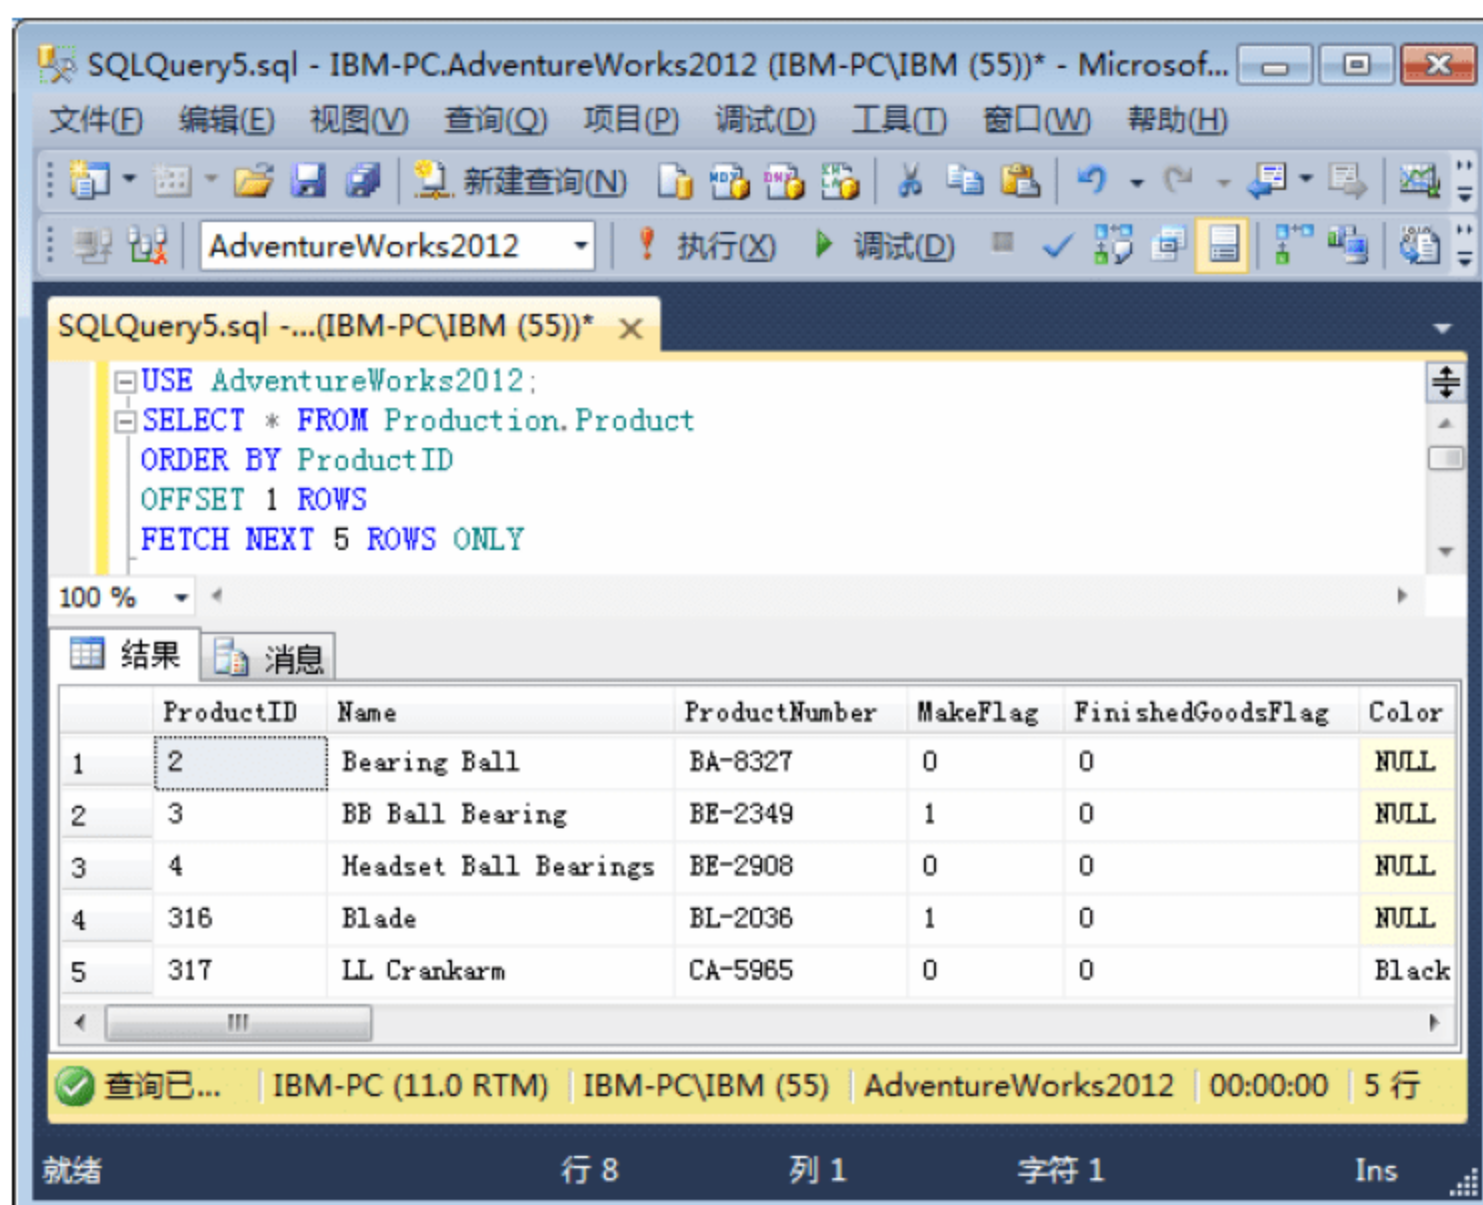 SQLQuery5.sql - IBM-PC.AdventureWorks2012 (IBM-PC\IBM (55))* - Microsof...
文件(F) 编辑(E) 视图(V) 查询(Q) 项目(P) 调试(D) 工具(T) 窗口(W) 帮助(H)
新建查询(N)
AdventureWorks2012 执行(X) 调试(D)
SQLQuery5.sql -...(IBM-PC\IBM (55))*
USE AdventureWorks2012;
SELECT * FROM Production.Product
ORDER BY ProductID
OFFSET 1 ROWS
FETCH NEXT 5 ROWS ONLY
100 %
结果 消息
ProductID Name ProductNumber MakeFlag FinishedGoodsFlag Color
1 2 Bearing Ball BA-8327 0 0 NULL
2 3 BB Ball Bearing BE-2349 1 0 NULL
3 4 Headset Ball Bearings BE-2908 0 0 NULL
4 316 Blade BL-2036 1 0 NULL
5 317 LL Crankarm CA-5965 0 0 Black
查询已... IBM-PC (11.0 RTM) IBM-PC\IBM (55) AdventureWorks2012 00:00:00 5 行
就绪 行 8 列 1 字符 1 Ins